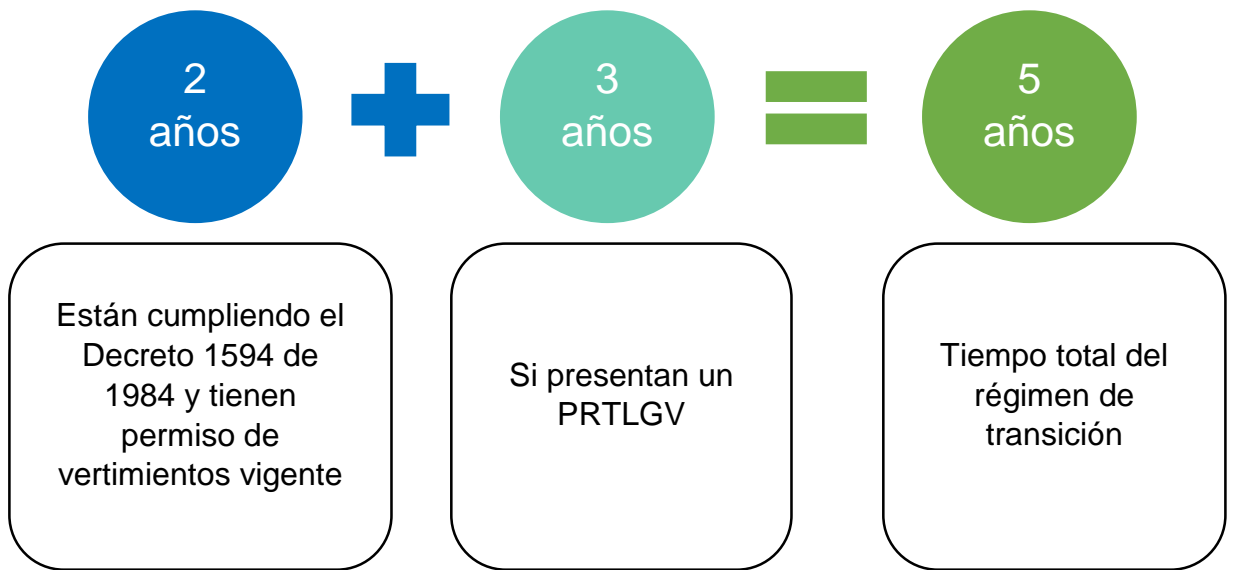 2
años
3
años
5
años
Están cumpliendo el
Decreto 1594 de
1984 y tienen
permiso de
vertimientos vigente
Si presentan un
PRTLGV
Tiempo total del
régimen de
transición